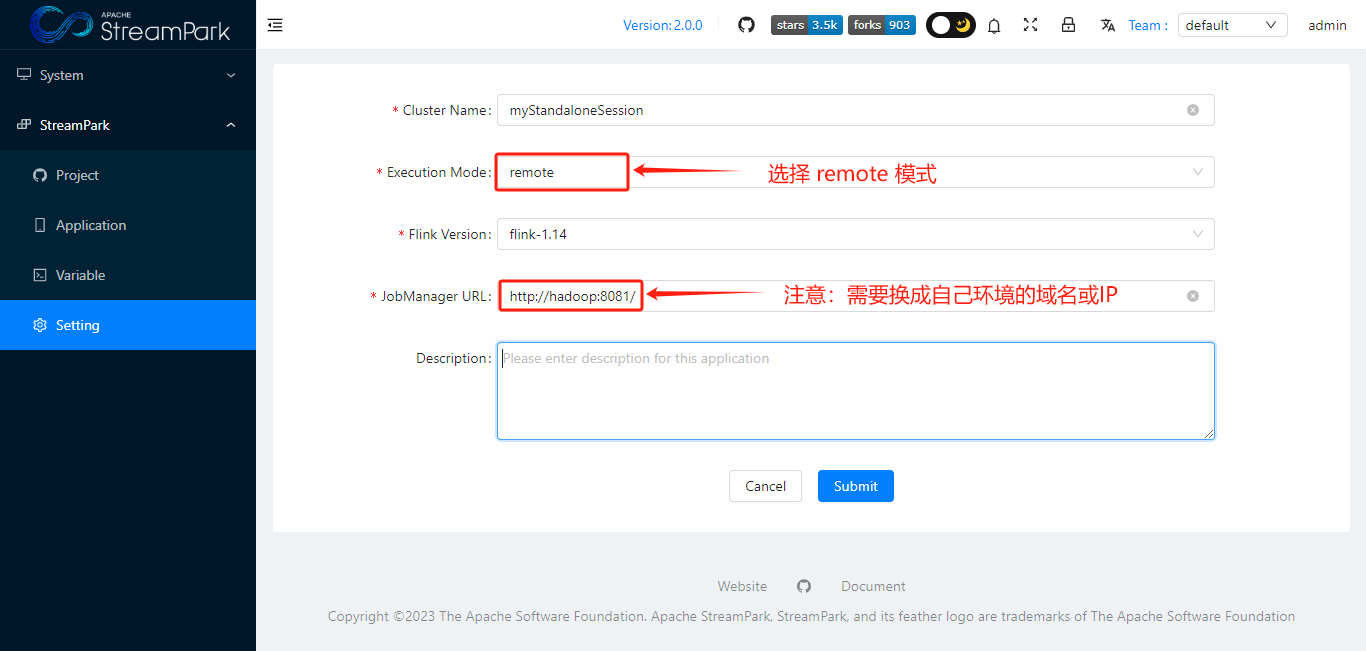 APACHE
StreamPark
Version:2.0.0
stars 3.5k
forks 903
Team :
default
admin
System
StreamPark
Project
Application
Variable
Setting
* Cluster Name: myStandaloneSession
* Execution Mode: remote
选择 remote 模式
* Flink Version: flink-1.14
* JobManager URL: http://hadoop:8081/
注意：需要换成自己环境的域名或IP
Description: Please enter description for this application
Cancel
Submit
Website
Document
Copyright ©2023 The Apache Software Foundation. Apache StreamPark, StreamPark, and its feather logo are trademarks of The Apache Software Foundation